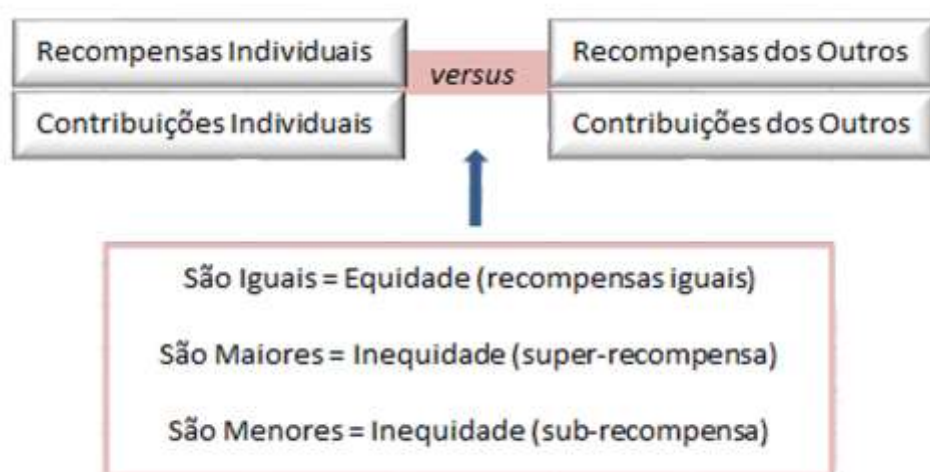 Recompensas Individuais
Contribuições Individuais
versus
Recompensas dos Outros
Contribuições dos Outros
São Iguais = Equidade (recompensas iguais)
São Maiores = Inequidade (super-recompensa)
São Menores = Inequidade (sub-recompensa)